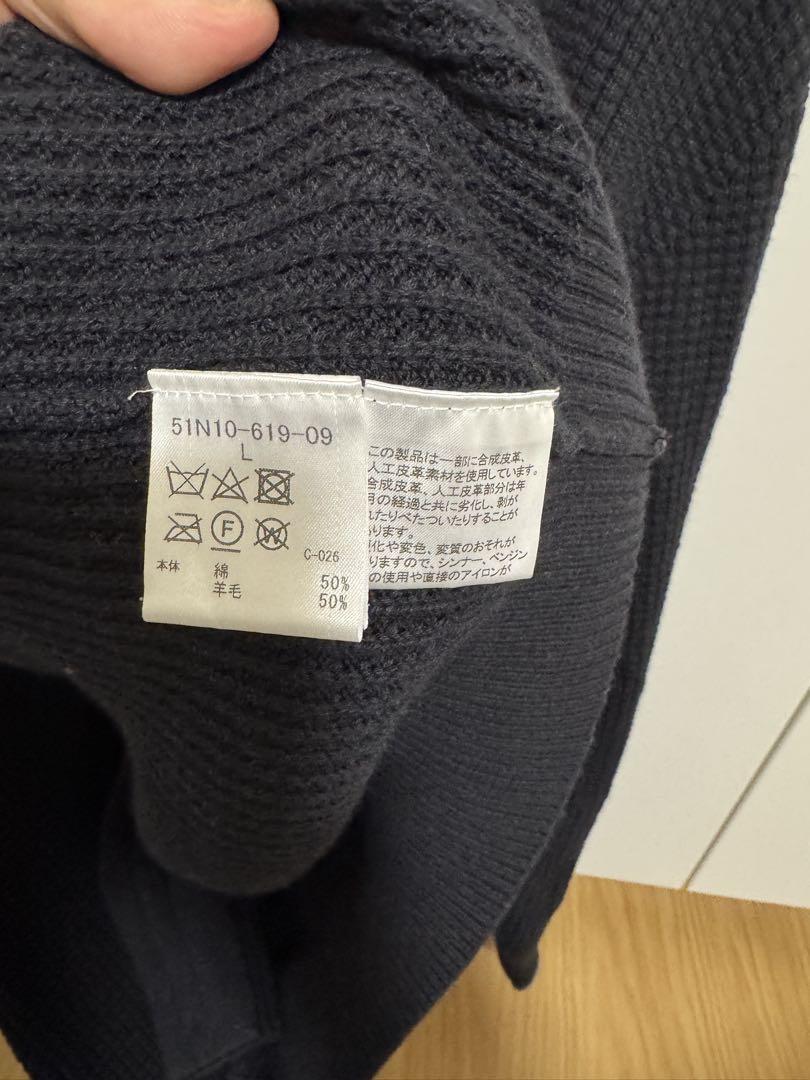 51N10-619-09
L
F
W
C-026
本体 綿 50%
羊毛 50%
この製品は一部に合成皮革、
人工皮革素材を使用しています。
合成皮革、人工皮革部分は年
月の経過と共に劣化し、剥が
れたりべたついたりすることが
あります。
化や変色、変質のおそれが
りますので、シンナー、ベンジン
の使用や直接のアイロンが